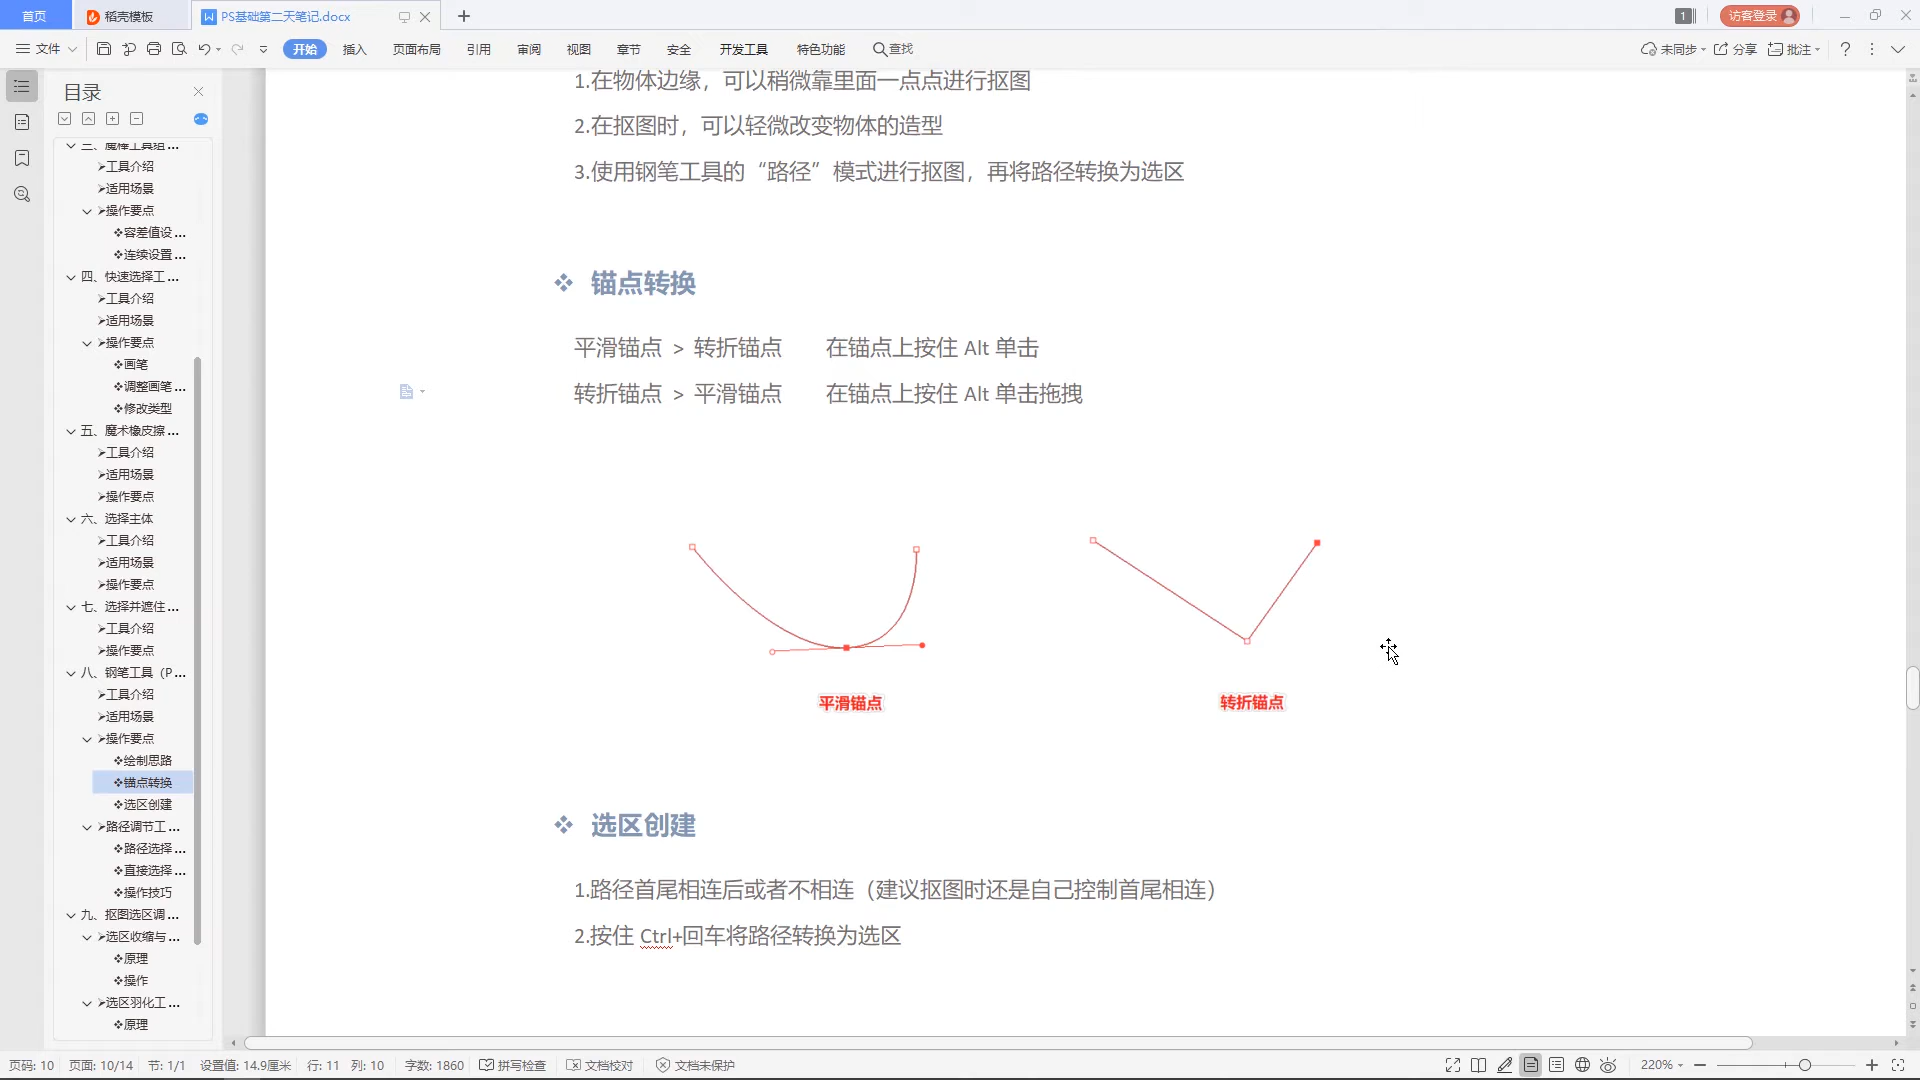 首页
稻壳模板
PS基础第二天笔记.docx
1
访客登录
文件
开始
插入
页面布局
引用
审阅
视图
章节
安全
开发工具
特色功能
查找
未同步
分享
批注
目录
三、魔棒工具组 ...
➢工具介绍
➢适用场景
➢操作要点
❖容差值设 ...
❖连续设置 ...
四、快速选择工 ...
➢工具介绍
➢适用场景
➢操作要点
❖画笔
❖调整画笔 ...
❖修改类型
五、魔术橡皮擦 ...
➢工具介绍
➢适用场景
➢操作要点
六、选择主体
➢工具介绍
➢适用场景
➢操作要点
七、选择并遮住 ...
➢工具介绍
➢操作要点
八、钢笔工具（P ...
➢工具介绍
➢适用场景
➢操作要点
❖绘制思路
❖锚点转换
❖选区创建
➢路径调节工 ...
❖路径选择 ...
❖直接选择 ...
❖操作技巧
九、抠图选区调 ...
➢选区收缩与 ...
❖原理
❖操作
➢选区羽化工 ...
❖原理
1.在物体边缘，可以稍微靠里面一点点进行抠图
2.在抠图时，可以轻微改变物体的造型
3.使用钢笔工具的“路径”模式进行抠图，再将路径转换为选区
❖ 锚点转换
平滑锚点 > 转折锚点 在锚点上按住 Alt 单击
转折锚点 > 平滑锚点 在锚点上按住 Alt 单击拖拽
平滑锚点
转折锚点
❖ 选区创建
1.路径首尾相连后或者不相连（建议抠图时还是自己控制首尾相连）
2.按住 Ctrl+回车将路径转换为选区
页码: 10
页面: 10/14
节: 1/1
设置值: 14.9厘米
行: 11
列: 10
字数: 1860
拼写检查
文档校对
文档未保护
220%